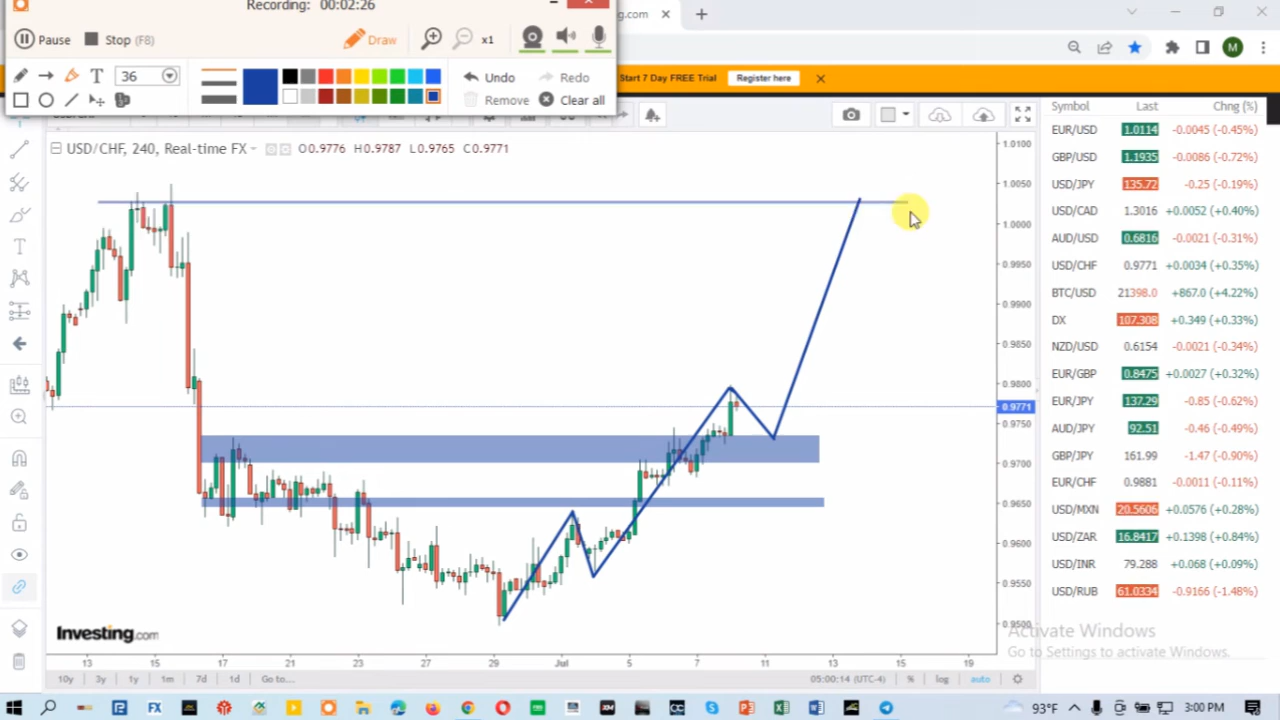 Recording: 00:02:26
g.com
Pause Stop (F8) Draw x1
T 36 Undo Redo
Remove Clear all
Start 7 Day FREE Trial Register here
M
USD/CHF, 240, Real-time FX O0.9776 H0.9787 L0.9765 C0.9771
1.0100
1.0050
1.0000
0.9950
0.9900
0.9850
0.9800
0.9771
0.9750
0.9700
0.9650
0.9600
0.9550
0.9500
Investing.com
13 15 17 21 23 27 29 Jul 5 7 11 13 15 19
10y 3y 1y 1m 7d 1d Go to... 05:00:14 (UTC-4) % log auto
Symbol Last Chng (%)
EUR/USD 1.0114 -0.0045 (-0.45%)
GBP/USD 1.1935 -0.0086 (-0.72%)
USD/JPY 135.72 -0.25 (-0.19%)
USD/CAD 1.3016 +0.0052 (+0.40%)
AUD/USD 0.6816 -0.0021 (-0.31%)
USD/CHF 0.9771 +0.0034 (+0.35%)
BTC/USD 21398.0 +867.0 (+4.22%)
DX 107.308 +0.349 (+0.33%)
NZD/USD 0.6154 -0.0021 (-0.34%)
EUR/GBP 0.8475 +0.0027 (+0.32%)
EUR/JPY 137.29 -0.85 (-0.62%)
AUD/JPY 92.51 -0.46 (-0.49%)
GBP/JPY 161.99 -1.47 (-0.90%)
EUR/CHF 0.9881 -0.0011 (-0.11%)
USD/MXN 20.5606 +0.0576 (+0.28%)
USD/ZAR 16.8417 +0.1398 (+0.84%)
USD/INR 79.288 +0.068 (+0.09%)
USD/RUB 61.0334 -0.9166 (-1.48%)
Activate Windows
Go to Settings to activate Windows.
93°F 3:00 PM